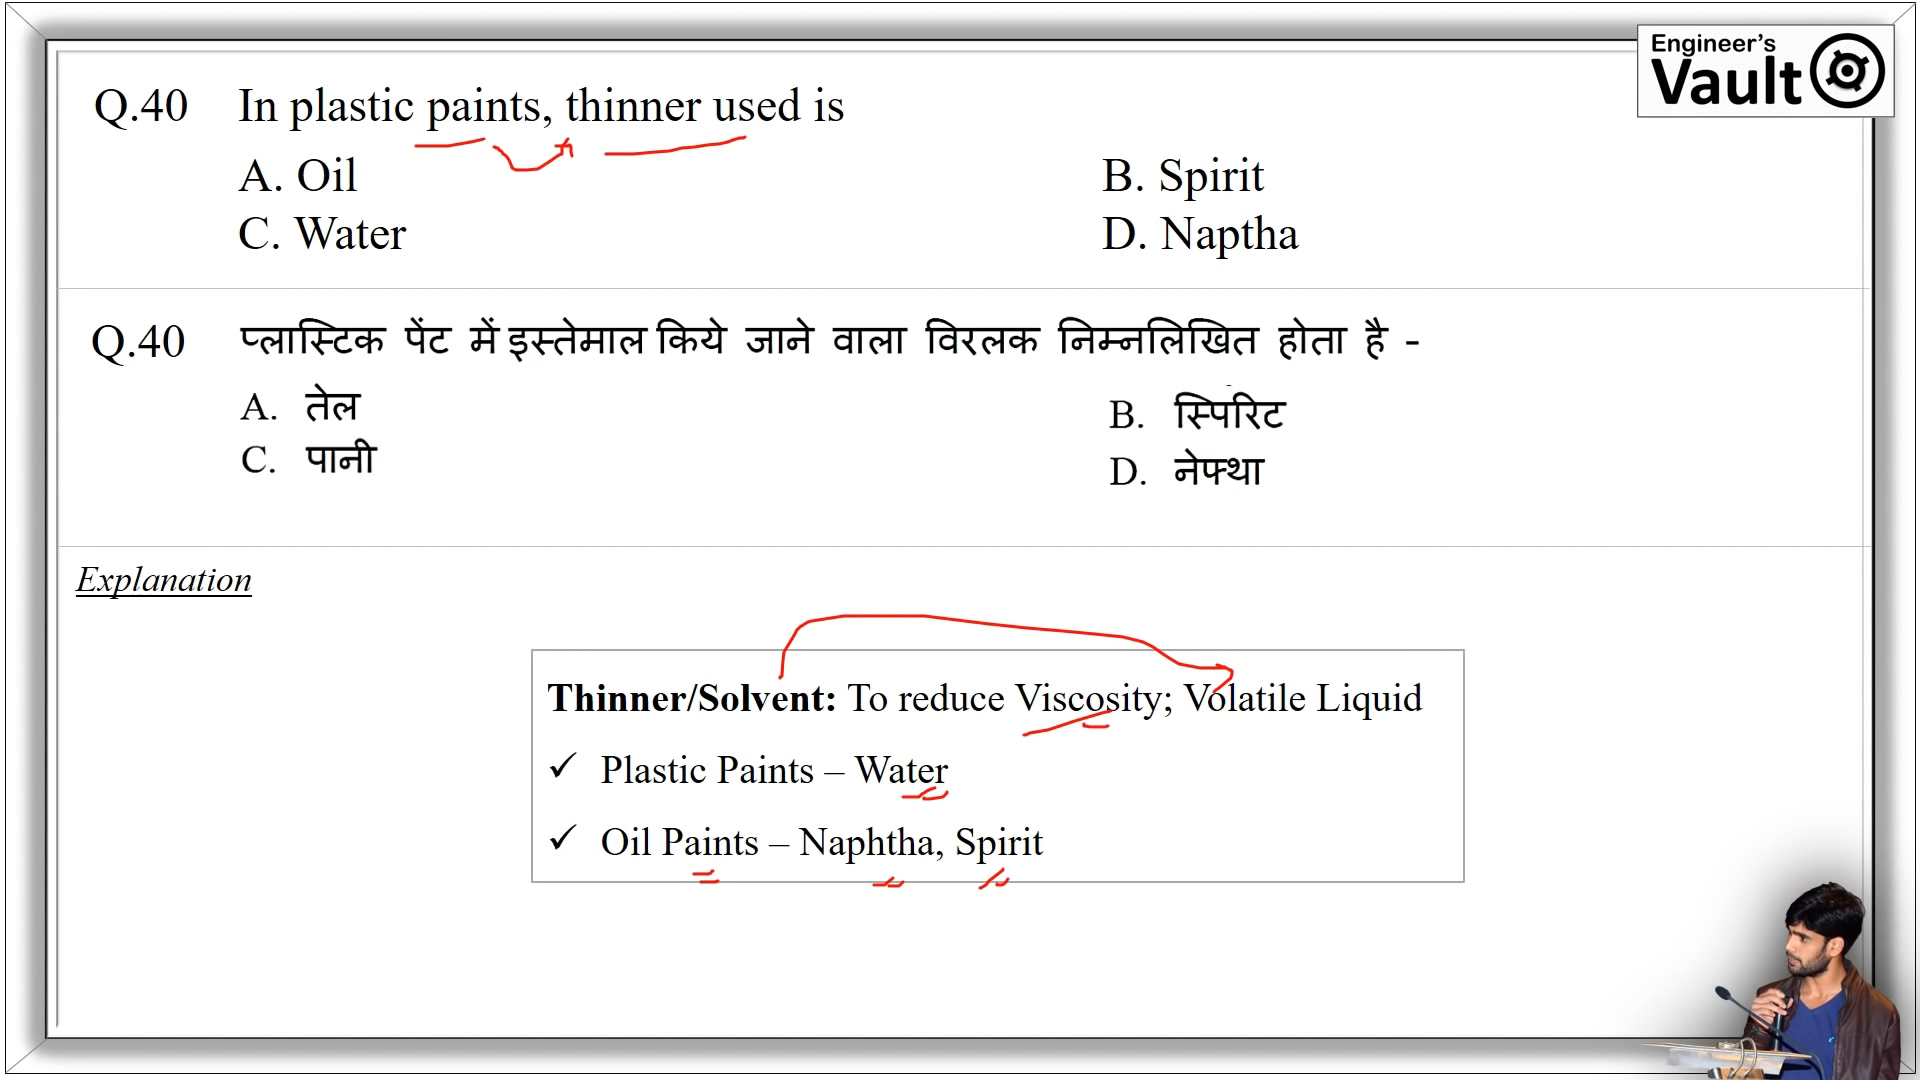 Engineer's
Vault
Q.40 In plastic paints, thinner used is
A. Oil B. Spirit
C. Water D. Naptha
Q.40 प्लास्टिक पेंट में इस्तेमाल किये जाने वाला विरलक निम्नलिखित होता है -
A. तेल B. स्पिरिट
C. पानी D. नेफ्था
Explanation
Thinner/Solvent: To reduce Viscosity; Volatile Liquid
✓ Plastic Paints – Water
✓ Oil Paints – Naphtha, Spirit